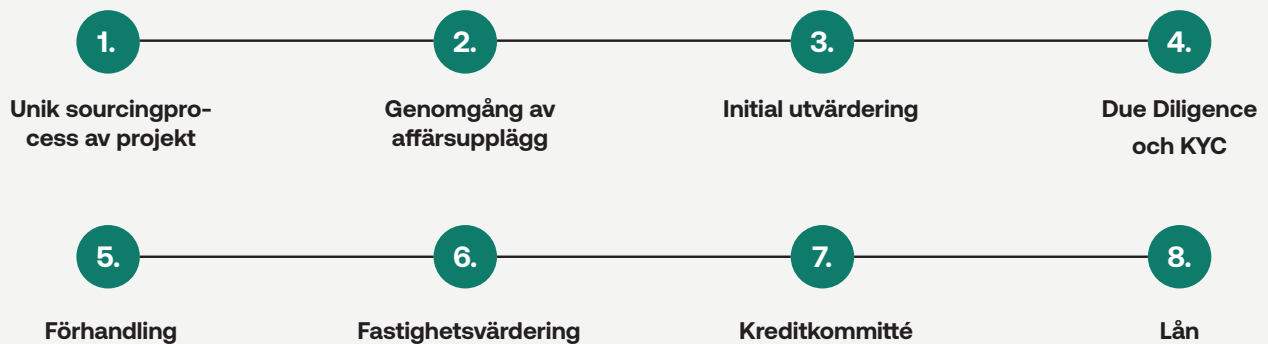 1.
2.
3.
4.
Unik sourcingpro-
cess av projekt
Genomgång av
affärsupplägg
Initial utvärdering
Due Diligence
och KYC
5.
6.
7.
8.
Förhandling
Fastighetsvärdering
Kreditkommitté
Lån